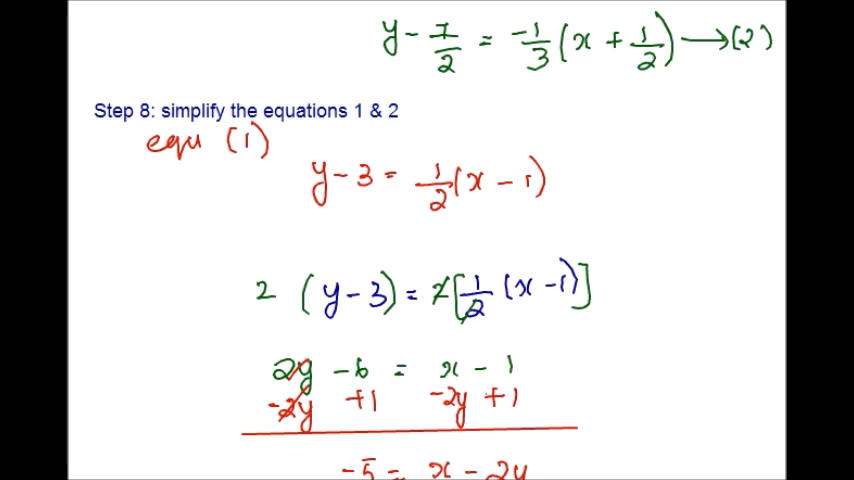 y - 7/2 = -1/3 (x + 1/2) → (2)
Step 8: simplify the equations 1 & 2
equ (1)
y - 3 = 1/2 (x - 1)
2 (y - 3) = 2 [1/2 (x - 1)]
2y - 6 = x - 1
-2y +1 -2y +1
-5 = x - 2y